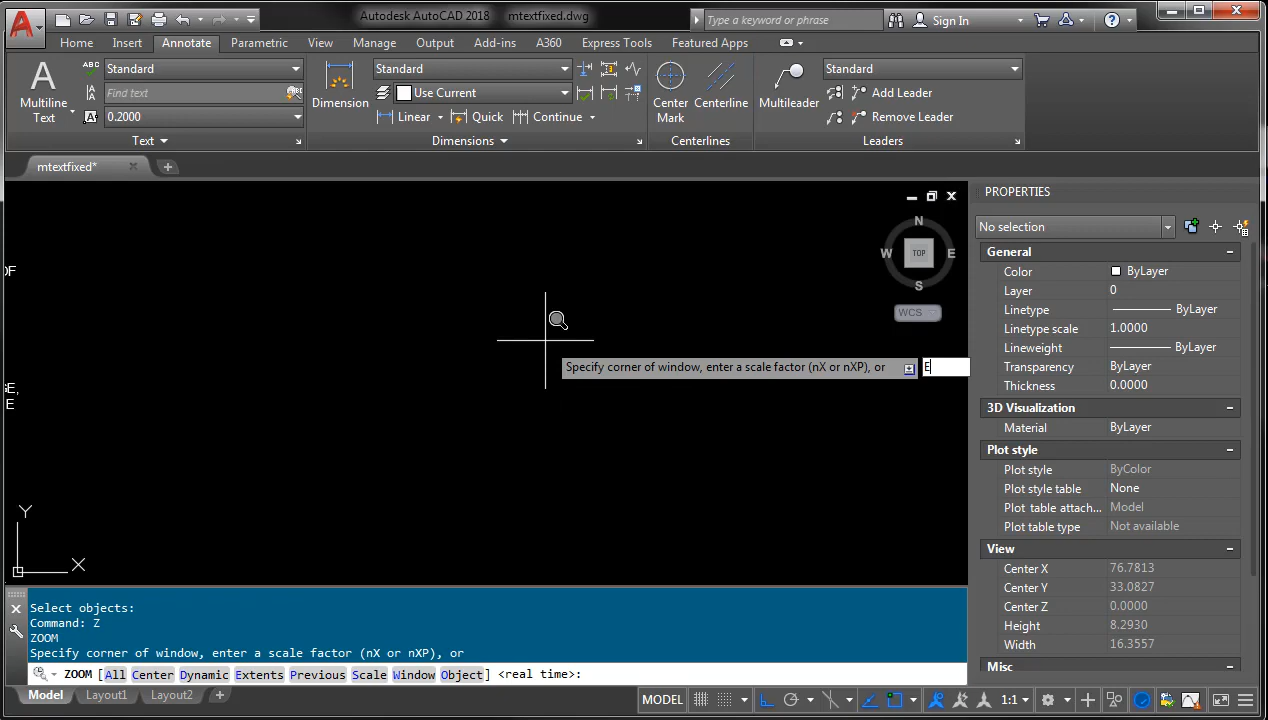 Autodesk AutoCAD 2018 mtextfixed.dwg
Type a keyword or phrase
Sign In
Home Insert Annotate Parametric View Manage Output Add-ins A360 Express Tools Featured Apps
A
Multiline
Text
ABC
Standard
Find text
ABC
A
0.2000
Text
Dimension
Standard
Use Current
Linear
Quick
Continue
Dimensions
Center
Mark
Centerline
Centerlines
Multileader
Standard
Add Leader
Remove Leader
Leaders
mtextfixed*
OF
GE,
E
N
W
TOP
E
S
WCS
Specify corner of window, enter a scale factor (nX or nXP), or
E
Y
X
PROPERTIES
No selection
General
Color ByLayer
Layer 0
Linetype ByLayer
Linetype scale 1.0000
Lineweight ByLayer
Transparency ByLayer
Thickness 0.0000
3D Visualization
Material ByLayer
Plot style
Plot style ByColor
Plot style table None
Plot table attach... Model
Plot table type Not available
View
Center X 76.7813
Center Y 33.0827
Center Z 0.0000
Height 8.2930
Width 16.3557
Misc
Select objects:
Command: Z
ZOOM
Specify corner of window, enter a scale factor (nX or nXP), or
ZOOM [All Center Dynamic Extents Previous Scale Window Object] <real time>:
Model Layout1 Layout2
MODEL
1:1